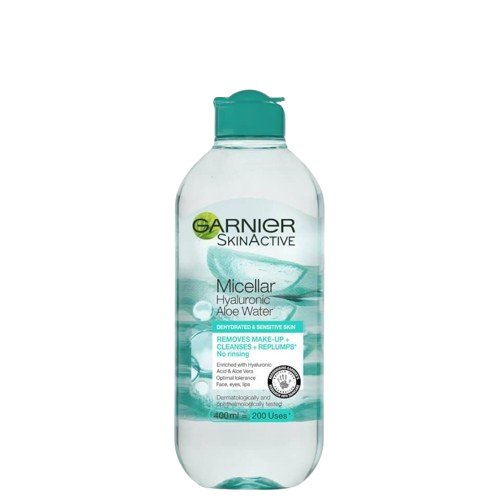 GARNIER
SKINACTIVE
Micellar
Hyaluronic
Aloe Water
DEHYDRATED & SENSITIVE SKIN
REMOVES MAKE-UP +
CLEANSES + REPLUMPS*
No rinsing
Enriched with Hyaluronic
Acid & Aloe Vera
Optimal tolerance
Face, eyes, lips
Dermatologically and
ophthalmologically tested
400ml = 200 Uses*